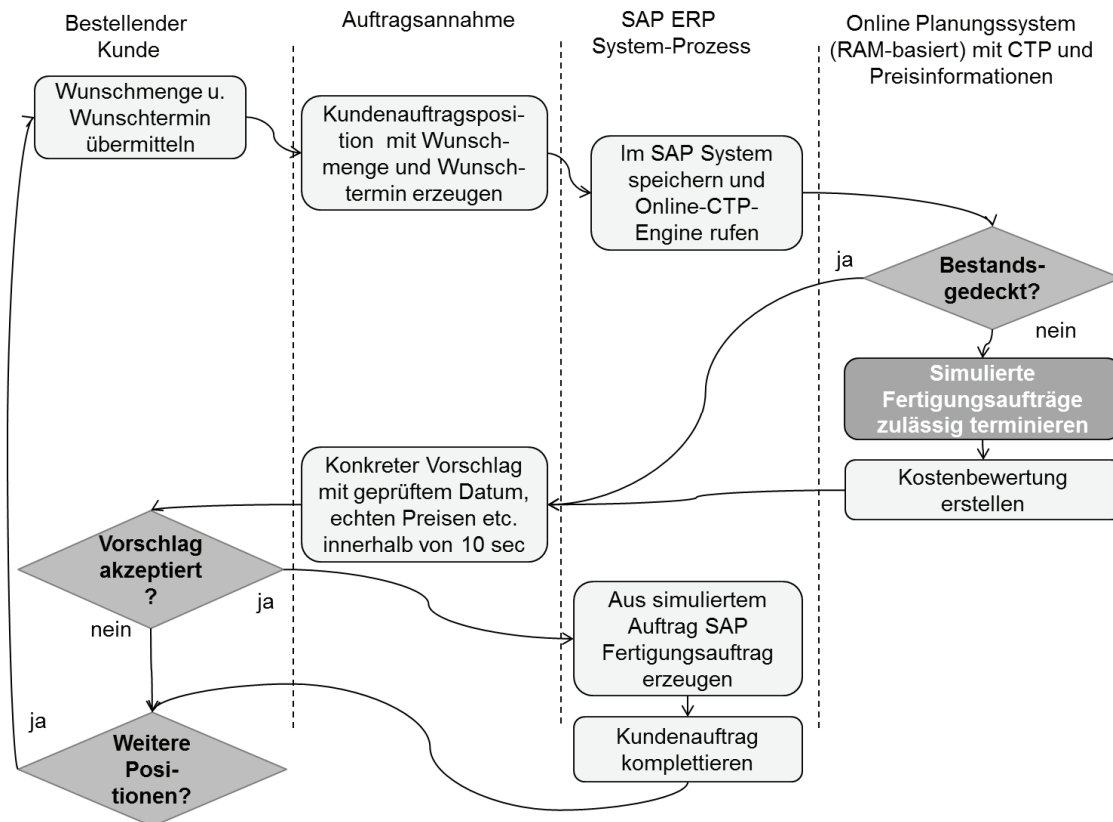 Bestellender
Kunde
Auftragsannahme
SAP ERP
System-Prozess
Online Planungssystem
(RAM-basiert) mit CTP und
Preisinformationen
Wunschmenge u.
Wunschtermin
übermitteln
Kundenauftragsposi-
tion mit Wunsch-
menge und Wunsch-
termin erzeugen
Im SAP System
speichern und
Online-CTP-
Engine rufen
ja
Bestands-
gedeckt?
nein
Simulierte
Fertigungsaufträge
zulässig terminieren
Kostenbewertung
erstellen
Konkreter Vorschlag
mit geprüftem Datum,
echten Preisen etc.
innerhalb von 10 sec
Vorschlag
akzeptiert
?
ja
nein
Aus simuliertem
Auftrag SAP
Fertigungsauftrag
erzeugen
Kundenauftrag
komplettieren
ja
Weitere
Posi-
tionen?